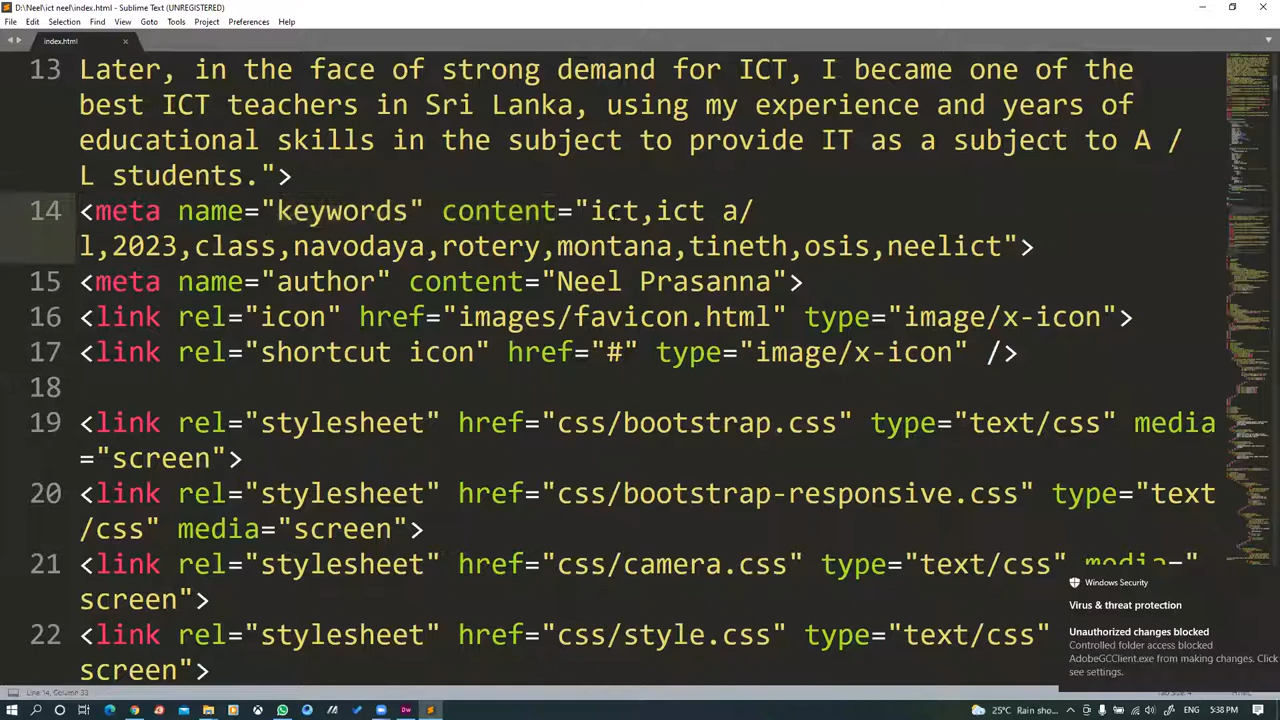 D:\Neel\ict neel\index.html - Sublime Text (UNREGISTERED)
File Edit Selection Find View Goto Tools Project Preferences Help
index.html
13 Later, in the face of strong demand for ICT, I became one of the
best ICT teachers in Sri Lanka, using my experience and years of
educational skills in the subject to provide IT as a subject to A /
L students.">
14 <meta name="keywords" content="ict,ict a/
l,2023,class,navodaya,rotery,montana,tineth,osis,neelict">
15 <meta name="author" content="Neel Prasanna">
16 <link rel="icon" href="images/favicon.html" type="image/x-icon">
17 <link rel="shortcut icon" href="#" type="image/x-icon" />
18
19 <link rel="stylesheet" href="css/bootstrap.css" type="text/css" media
="screen">
20 <link rel="stylesheet" href="css/bootstrap-responsive.css" type="text
/css" media="screen">
21 <link rel="stylesheet" href="css/camera.css" type="text/css" media="
screen">
22 <link rel="stylesheet" href="css/style.css" type="text/css"
screen">
Windows Security
Virus & threat protection
Unauthorized changes blocked
Controlled folder access blocked
AdobeGCClient.exe from making changes. Click
see settings.
Line 14, Column 33
25°C Rain sho... ENG 5:38 PM